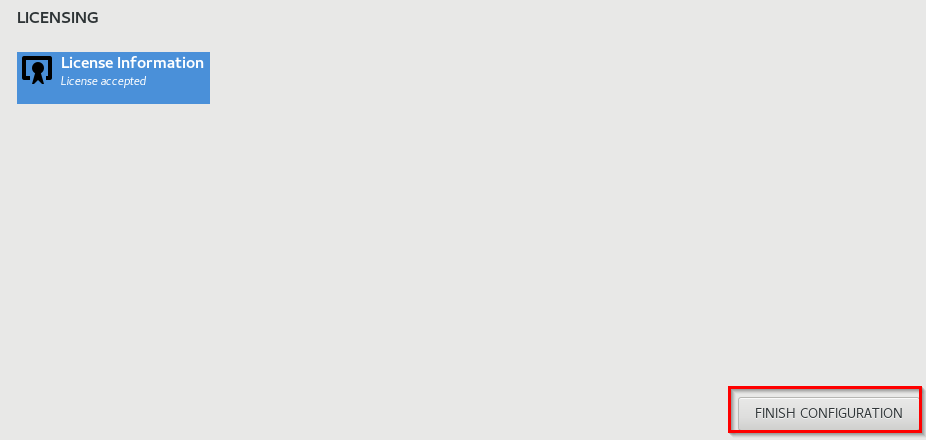 LICENSING
License Information
License accepted
FINISH CONFIGURATION